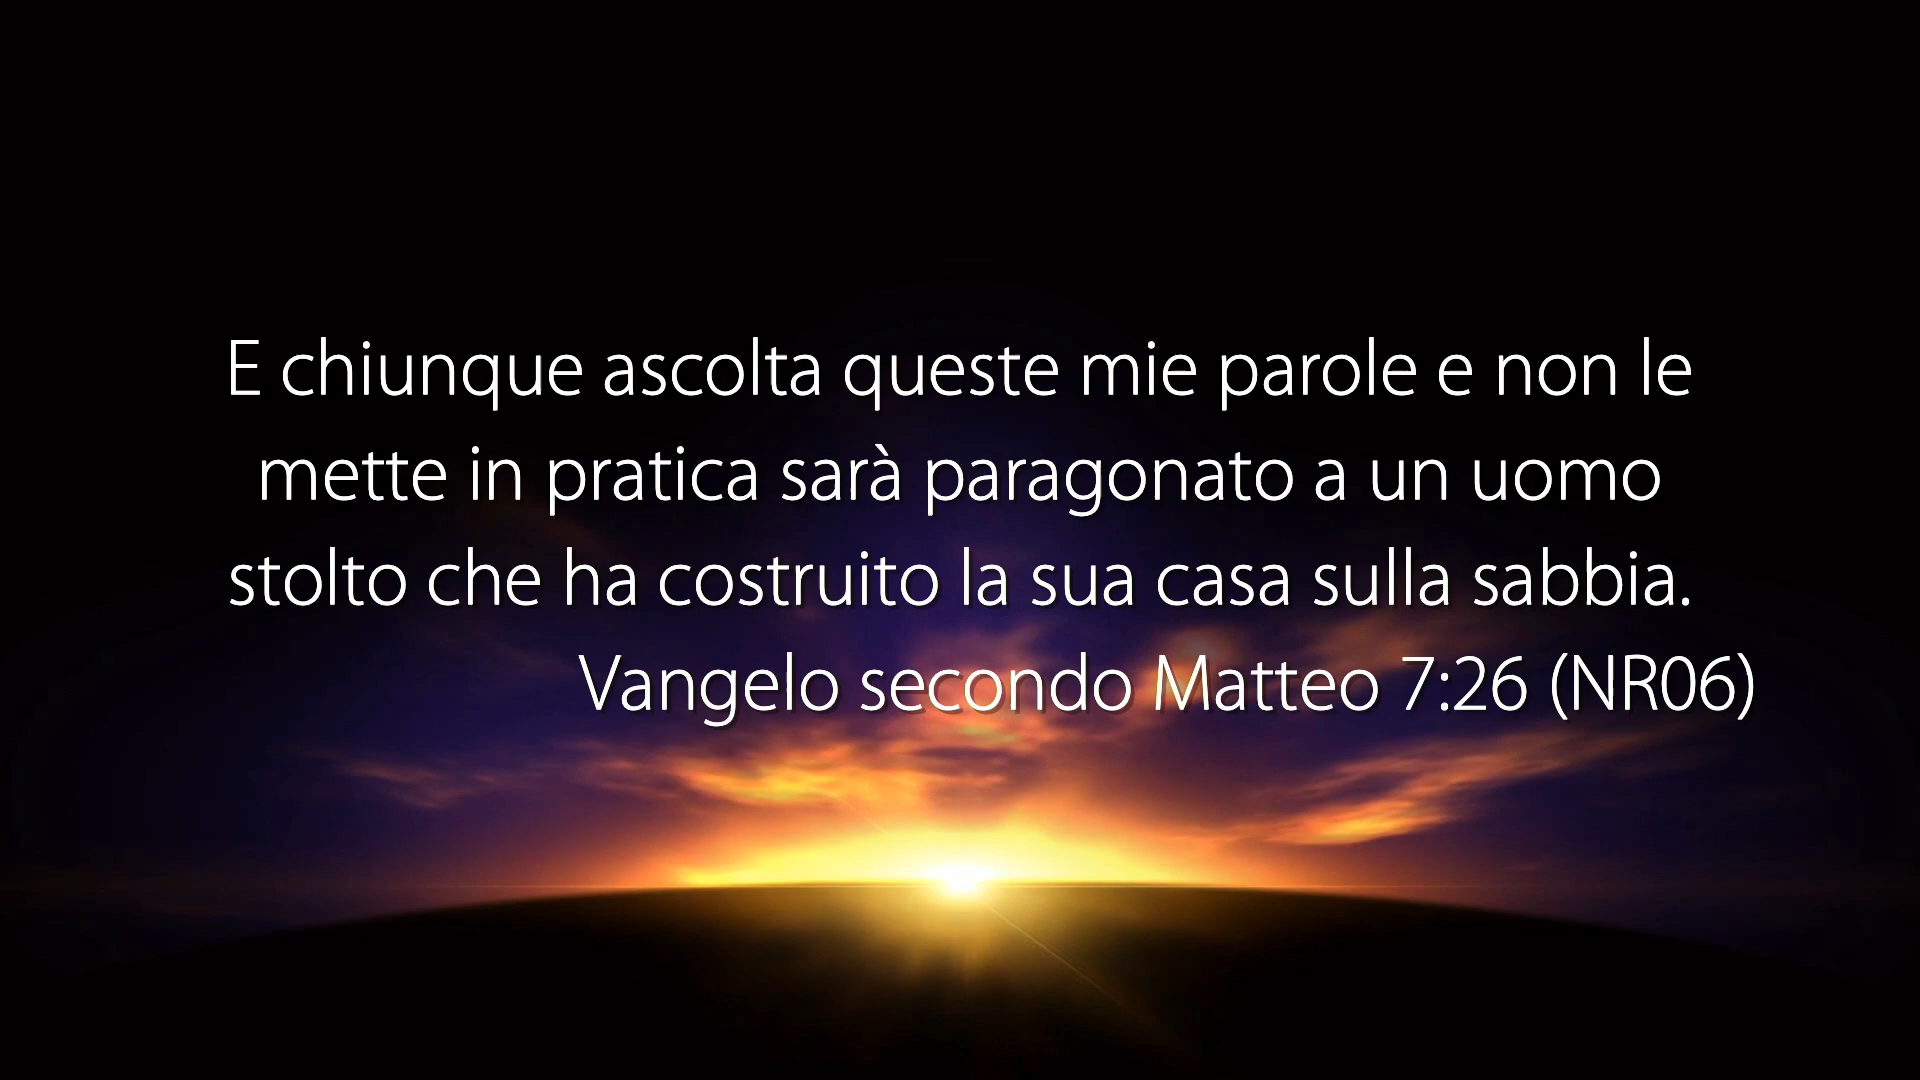 E chiunque ascolta queste mie parole e non le
mette in pratica sarà paragonato a un uomo
stolto che ha costruito la sua casa sulla sabbia.
Vangelo secondo Matteo 7:26 (NR06)